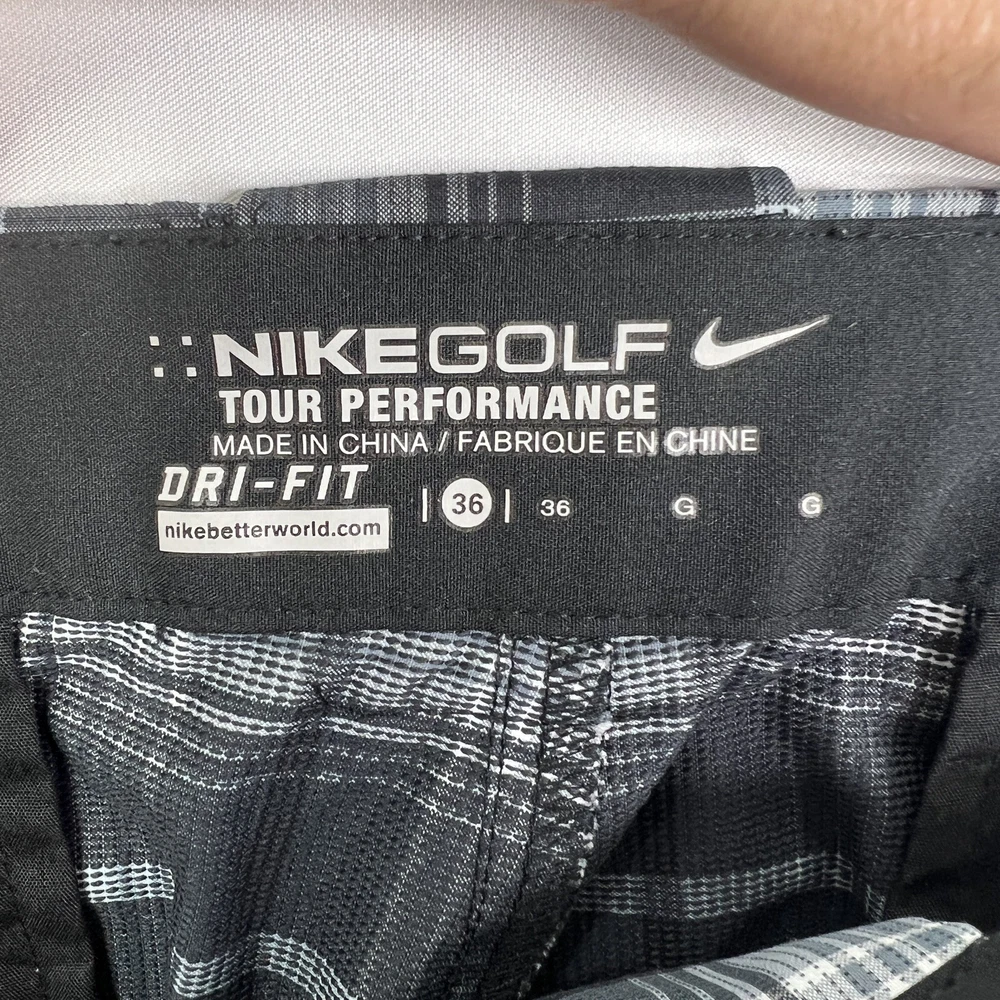 NIKEGOLF
TOUR PERFORMANCE
MADE IN CHINA / FABRIQUE EN CHINE
DRI-FIT
nikebetterworld.com
| 36 | 36 G G